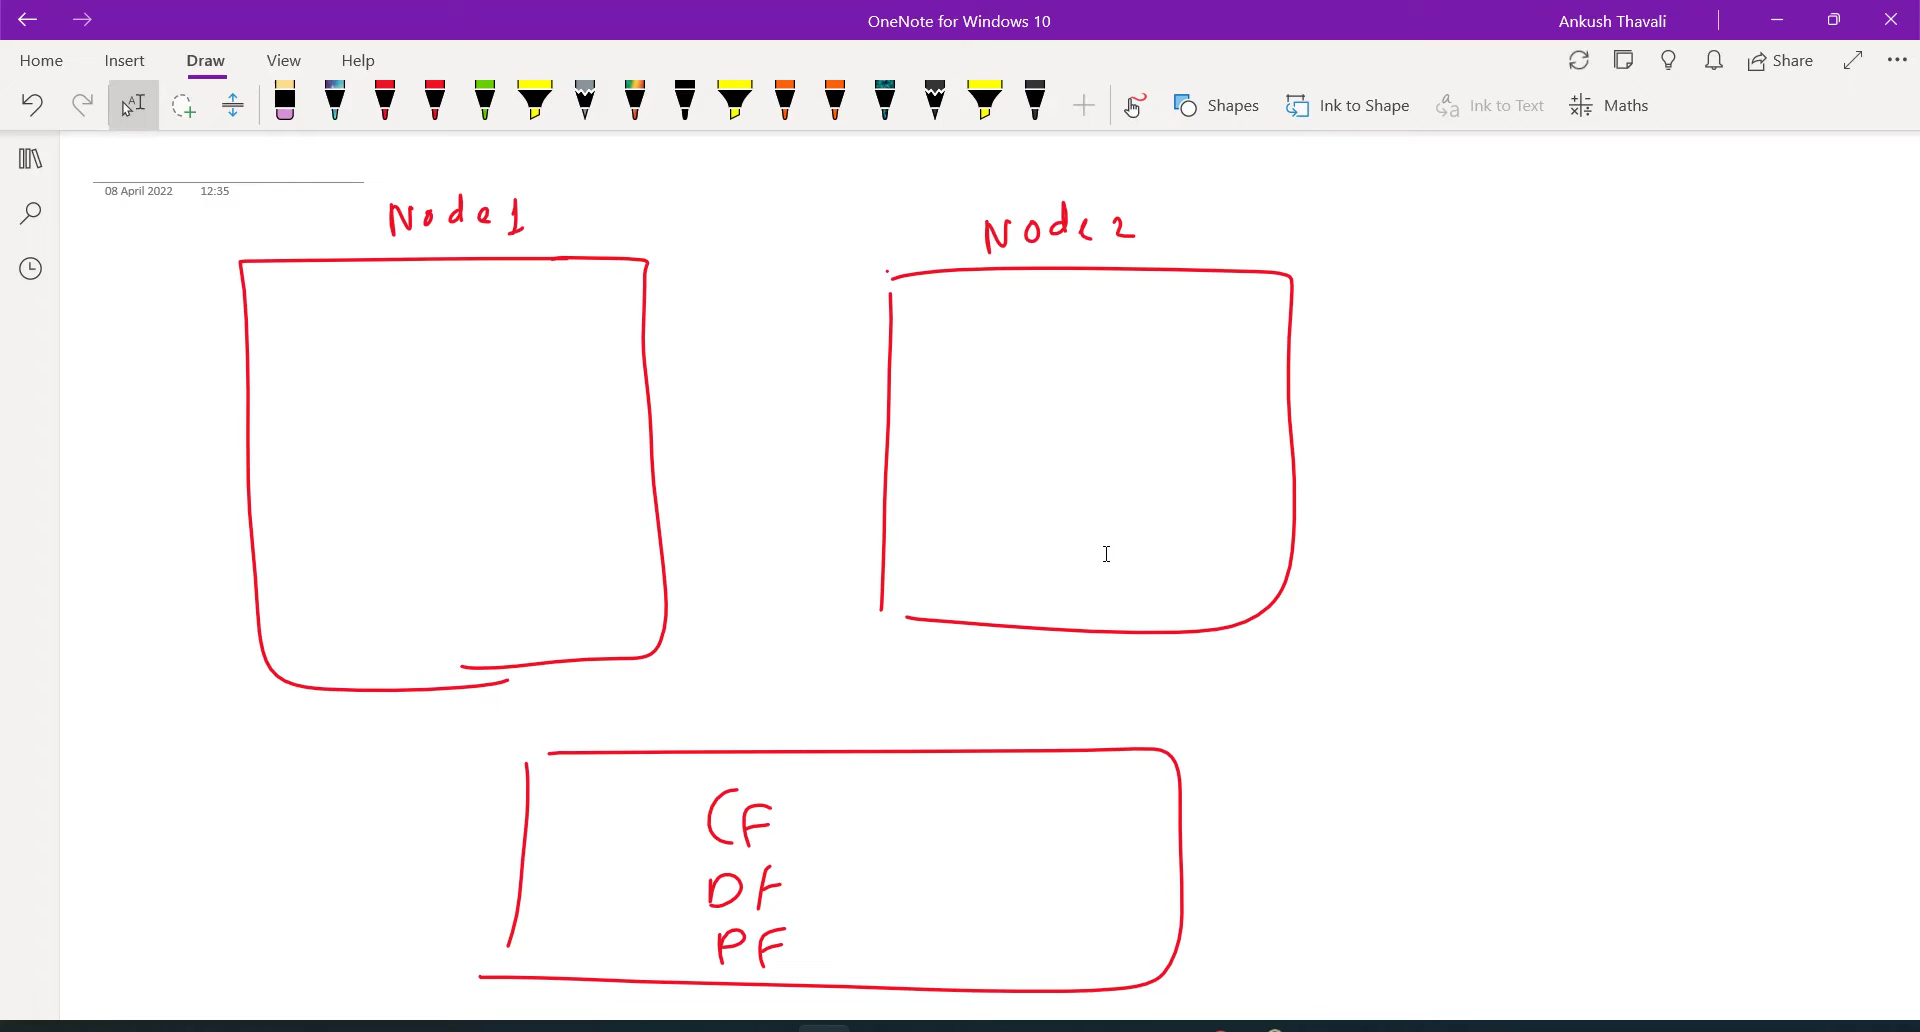 OneNote for Windows 10
Ankush Thavali
Home Insert Draw View Help
Share
Shapes Ink to Shape Ink to Text Maths
08 April 2022 12:35
Node 1
Node 2
CF
DF
PF